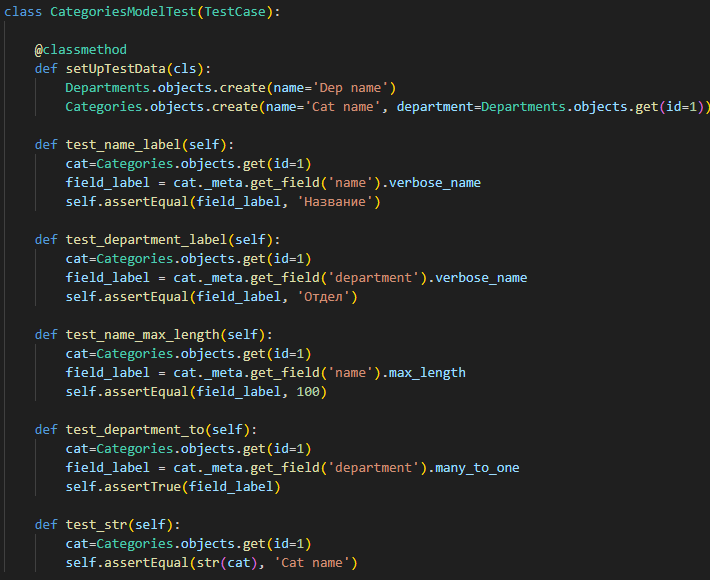 class CategoriesModelTest(TestCase):
@classmethod
def setUpTestData(cls):
Departments.objects.create(name='Dep name')
Categories.objects.create(name='Cat name', department=Departments.objects.get(id=1))
def test_name_label(self):
cat=Categories.objects.get(id=1)
field_label = cat._meta.get_field('name').verbose_name
self.assertEqual(field_label, 'Название')
def test_department_label(self):
cat=Categories.objects.get(id=1)
field_label = cat._meta.get_field('department').verbose_name
self.assertEqual(field_label, 'Отдел')
def test_name_max_length(self):
cat=Categories.objects.get(id=1)
field_label = cat._meta.get_field('name').max_length
self.assertEqual(field_label, 100)
def test_department_to(self):
cat=Categories.objects.get(id=1)
field_label = cat._meta.get_field('department').many_to_one
self.assertTrue(field_label)
def test_str(self):
cat=Categories.objects.get(id=1)
self.assertEqual(str(cat), 'Cat name')